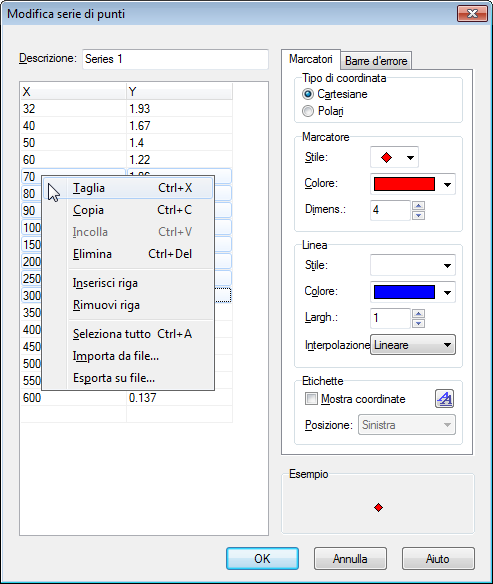 Modifica serie di punti
Descrizione: Series 1
X Y
32 1.93
40 1.67
50 1.4
60 1.22
70
80
90
100
150
200
250
300
350
400
450
500
550
600 0.137
Taglia Ctrl+X
Copia Ctrl+C
Incolla Ctrl+V
Elimina Ctrl+Del
Inserisci riga
Rimuovi riga
Seleziona tutto Ctrl+A
Importa da file...
Esporta su file...
Marcatori Barre d'errore
Tipo di coordinata
Cartesiane
Polari
Marcatore
Stile:
Colore:
Dimens.: 4
Linea
Stile:
Colore:
Largh.: 1
Interpolazione Lineare
Etichette
Mostra coordinate
Posizione: Sinistra
Esempio
OK Annulla Aiuto